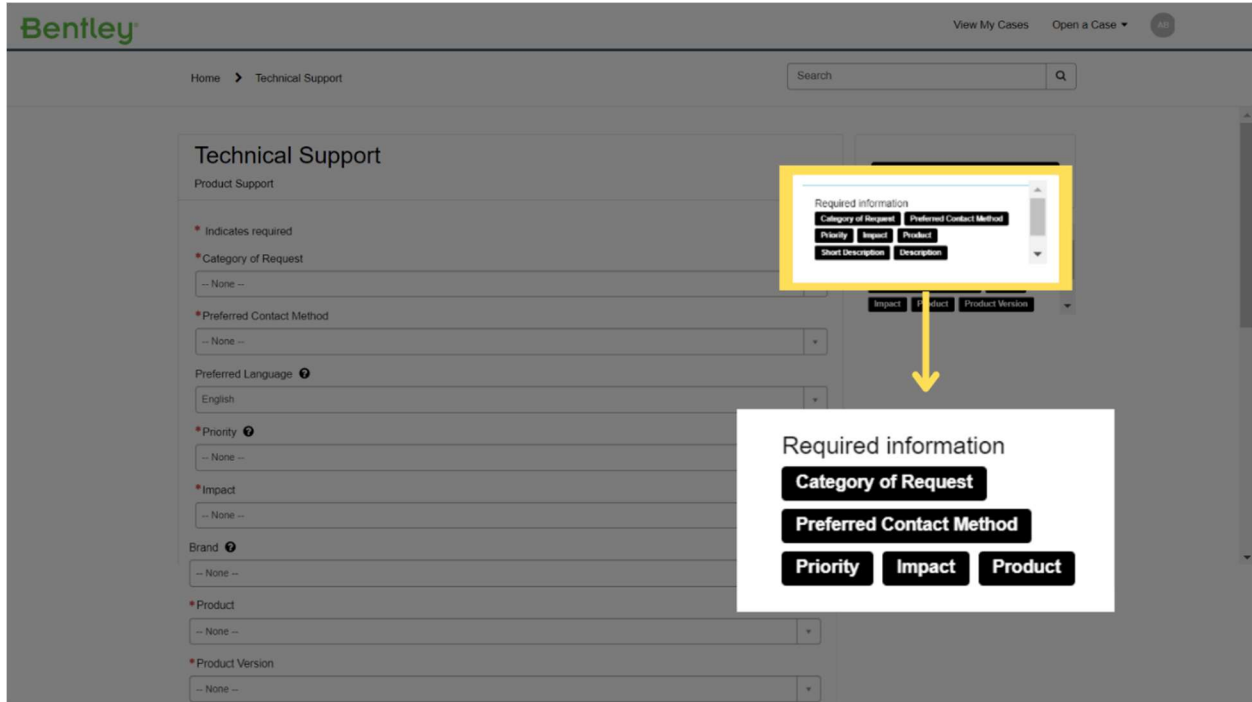 Bentley
View My Cases Open a Case
AB
Home Technical Support
Search
Technical Support
Product Support
* Indicates required
*Category of Request
-- None --
*Preferred Contact Method
-- None --
Preferred Language
English
*Priority
-- None --
*Impact
-- None --
Brand
-- None --
*Product
-- None --
*Product Version
-- None --
Required information
Category of Request Preferred Contact Method
Priority Impact Product
Short Description Description
Impact Product Product Version
Required information
Category of Request
Preferred Contact Method
Priority Impact Product